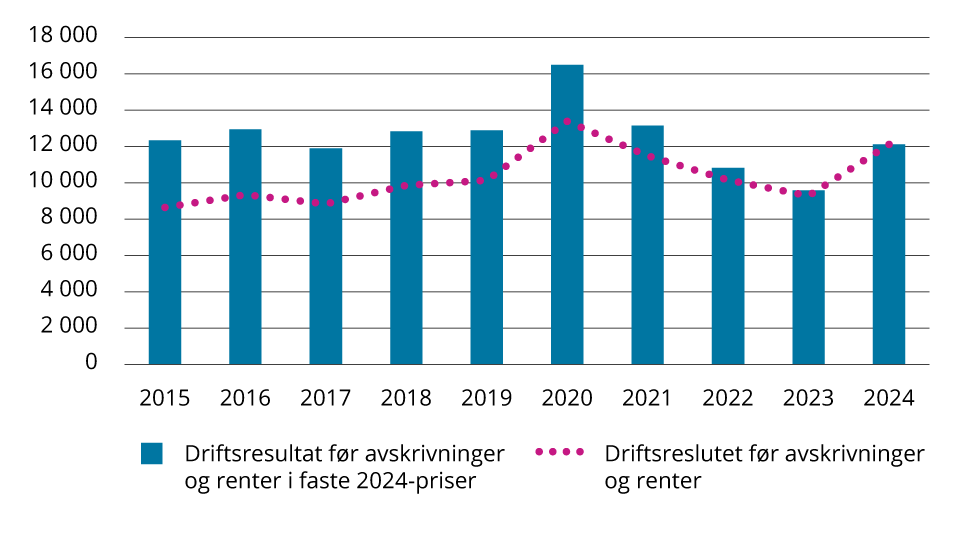 18 000
16 000
14 000
12 000
10 000
8 000
6 000
4 000
2 000
0
2015 2016 2017 2018 2019 2020 2021 2022 2023 2024
Driftsresultat før avskrivninger
og renter i faste 2024-priser
Driftsreslutet før avskrivninger
og renter